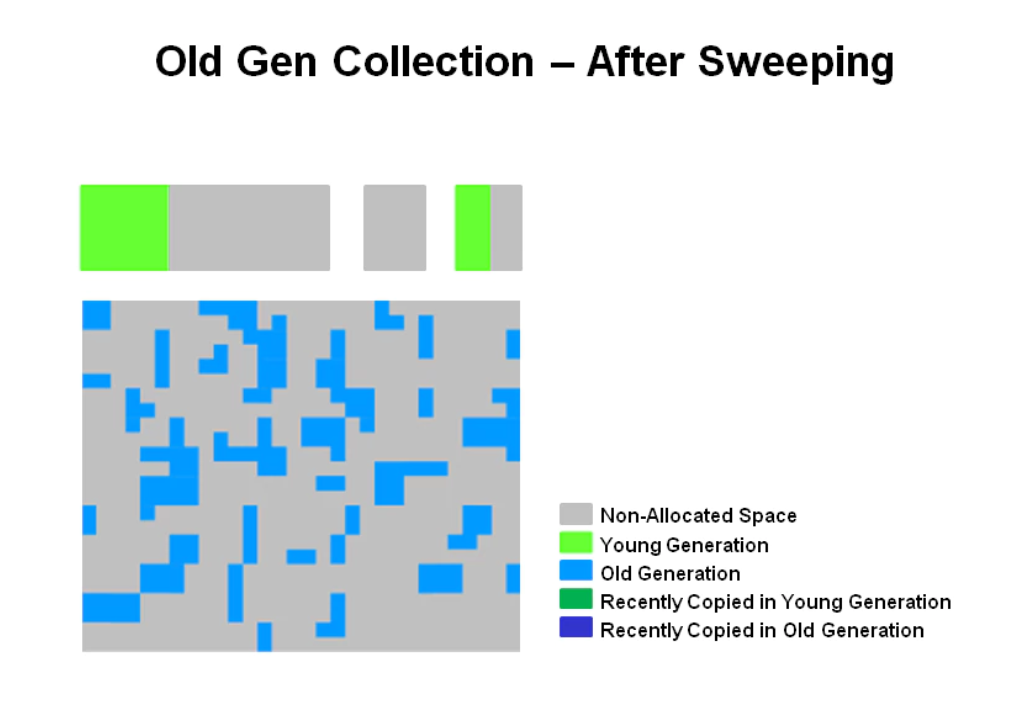 Old Gen Collection – After Sweeping
Non-Allocated Space
Young Generation
Old Generation
Recently Copied in Young Generation
Recently Copied in Old Generation